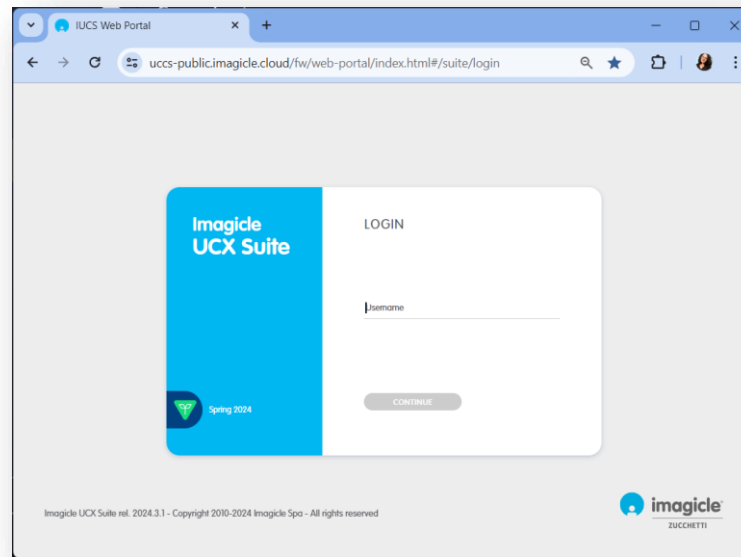 IUCS Web Portal
uccs-public.imagicle.cloud/fw/web-portal/index.html#/suite/login
Imagicle
UCX Suite
LOGIN
Username
CONTINUE
Spring 2024
Imagicle UCX Suite rel. 2024.3.1 - Copyright 2010-2024 Imagicle Spa - All rights reserved
imagicle
ZUCCHETTI